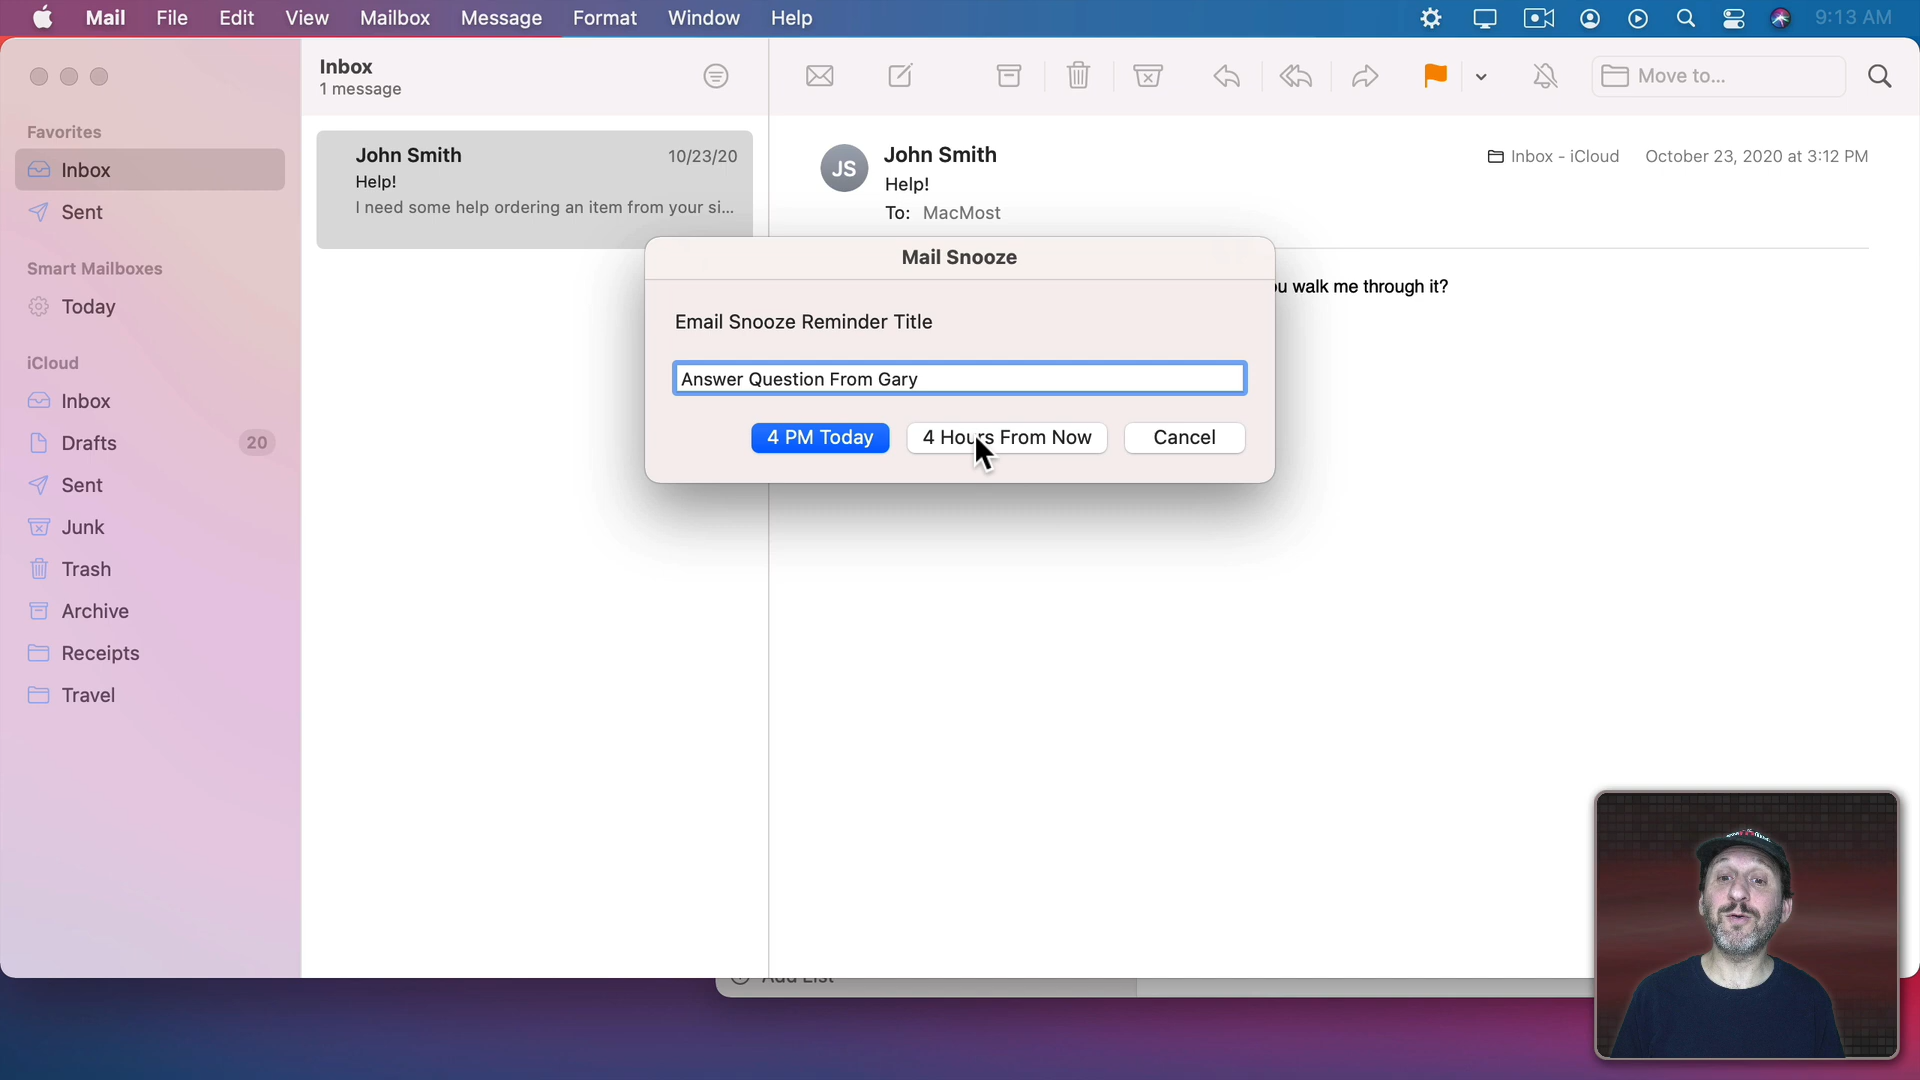 Mail File Edit View Mailbox Message Format Window Help 9:13 AM
Inbox
1 message
Move to...
Favorites
Inbox
Sent
Smart Mailboxes
Today
iCloud
Inbox
Drafts 20
Sent
Junk
Trash
Archive
Receipts
Travel
John Smith 10/23/20
Help!
I need some help ordering an item from your si...
JS
John Smith Inbox - iCloud October 23, 2020 at 3:12 PM
Help!
To: MacMost
walk me through it?
Mail Snooze
Email Snooze Reminder Title
Answer Question From Gary
4 PM Today 4 Hours From Now Cancel
Add List